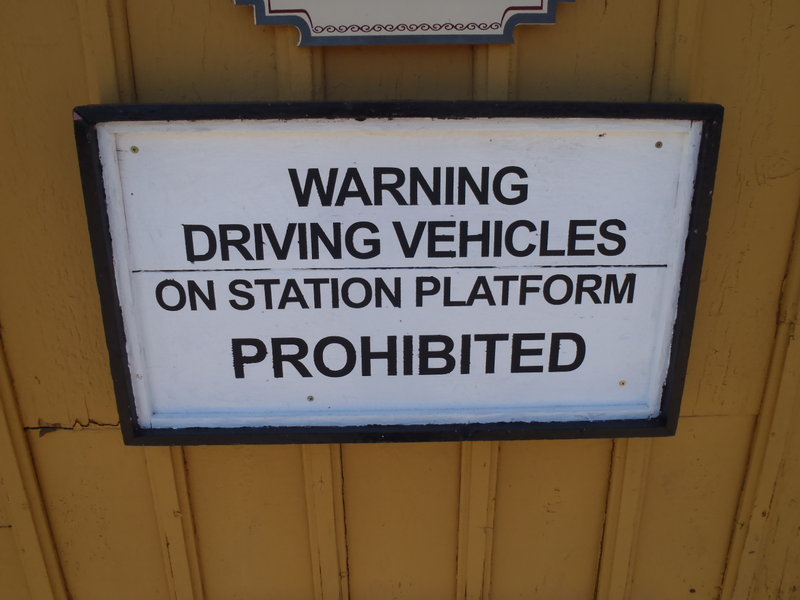 WARNING
DRIVING VEHICLES
ON STATION PLATFORM
PROHIBITED